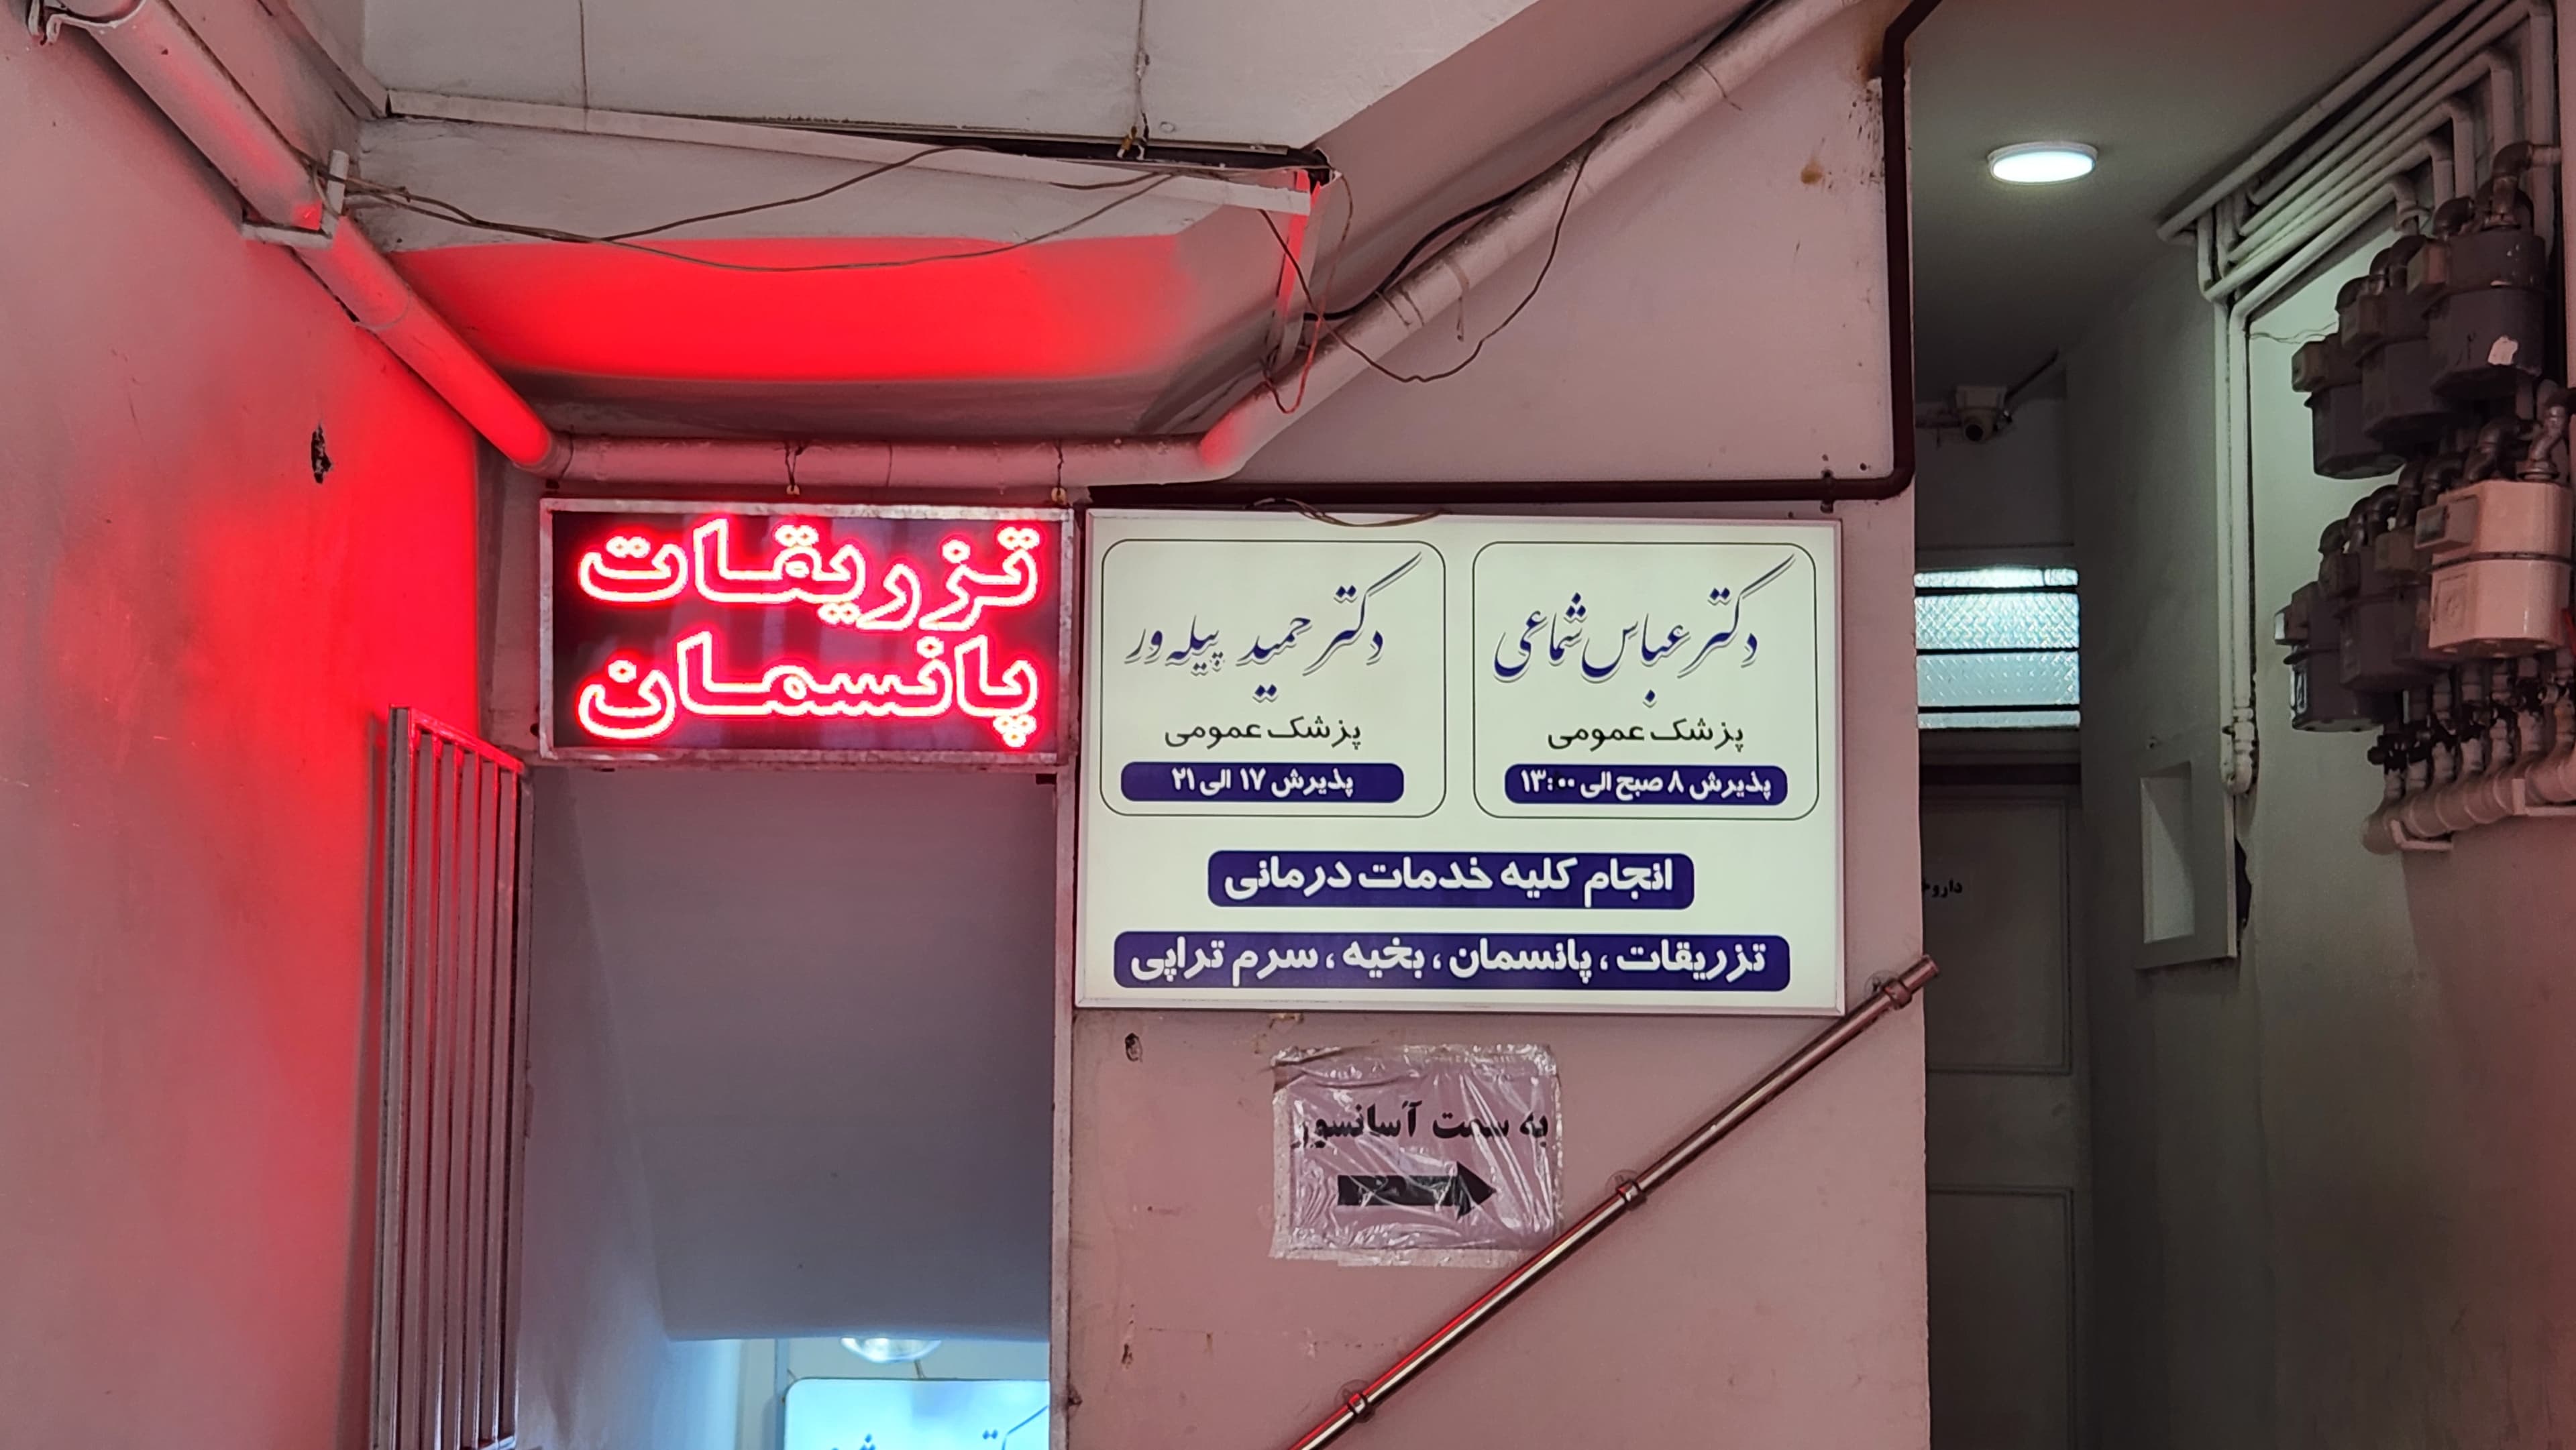 تزریقات
پانسمان
دکتر عباس شماعی
پزشک عمومی
پذیرش ۸ صبح الی ۱۳:۰۰
دکتر حمید پیله ور
پزشک عمومی
پذیرش ۱۷ الی ۲۱
انجام کلیه خدمات درمانی
تزریقات ، پانسمان ، بخیه ، سرم تراپی
به سمت آسانسور